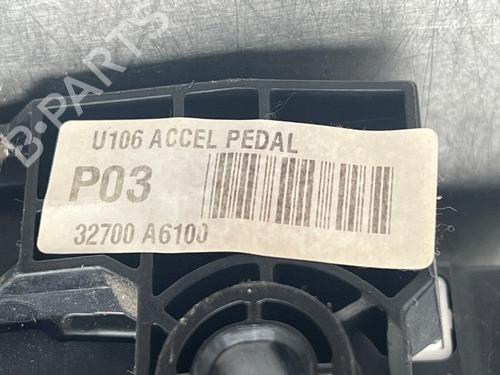 B-PARTS
U106 ACCEL PEDAL
P03
32700 A6100